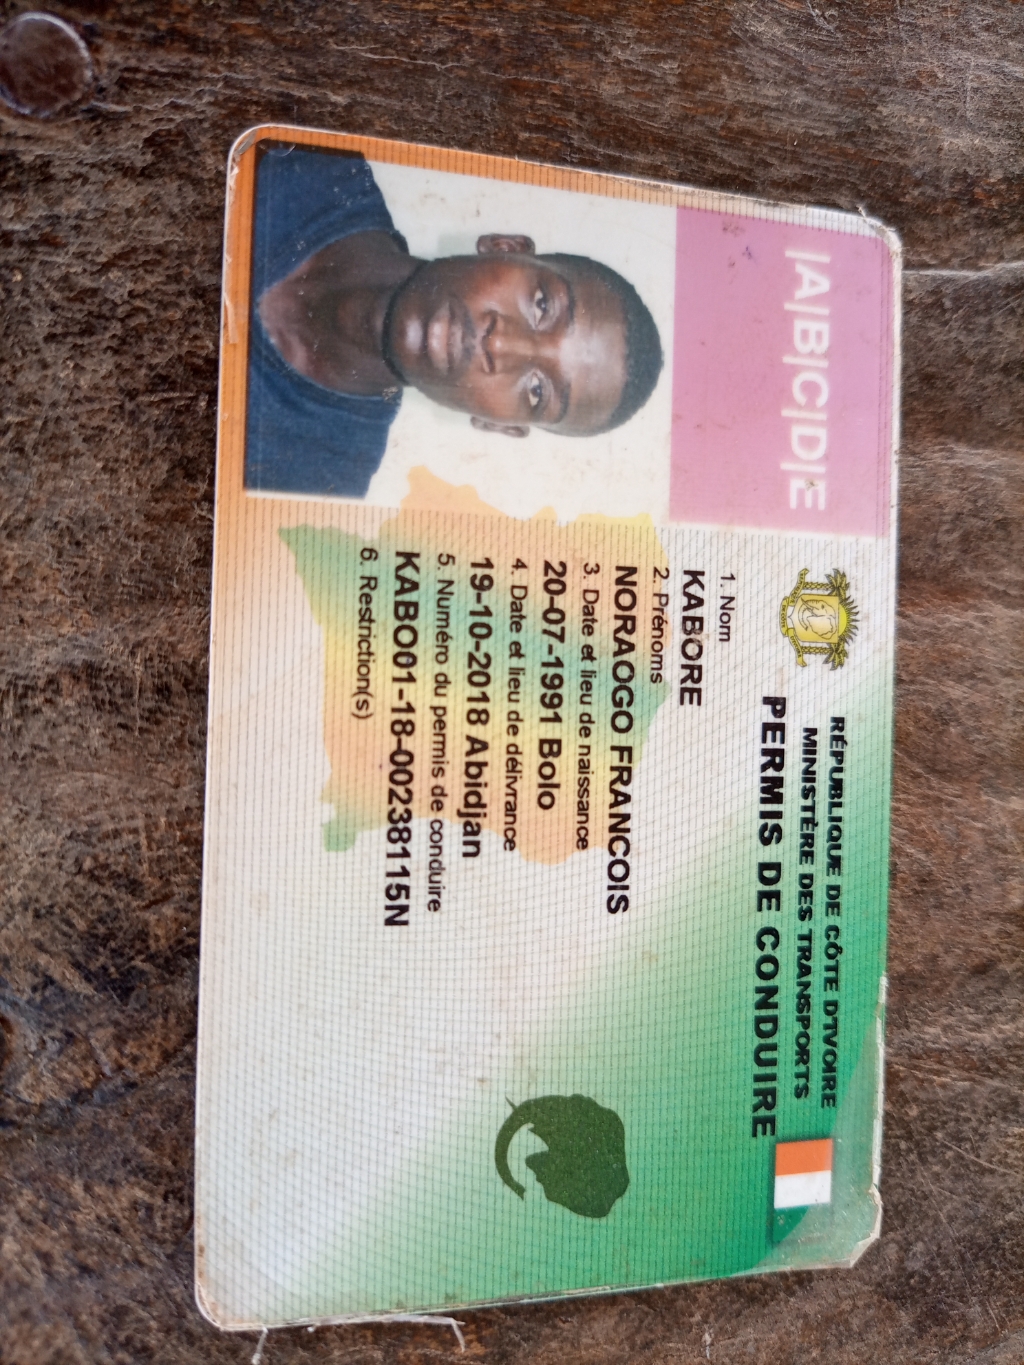 |A|B|C|D|E
RÉPUBLIQUE DE CÔTE D'IVOIRE
MINISTÈRE DES TRANSPORTS
PERMIS DE CONDUIRE
1. Nom
KABORE
2. Prénoms
NORAOGO FRANCOIS
3. Date et lieu de naissance
20-07-1991 Bolo
4. Date et lieu de délivrance
19-10-2018 Abidjan
5. Numéro du permis de conduire
KABO01-18-00238115N
6. Restriction(s)